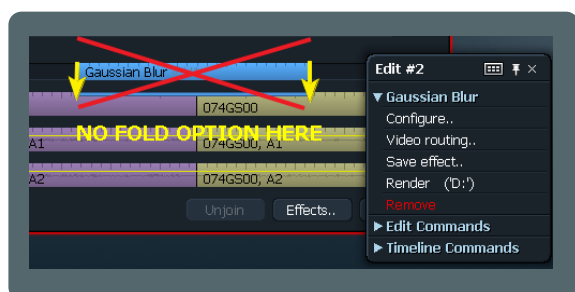 Gaussian Blur
074GS00
NO FOLD OPTION HERE
A1
074GS00, A1
A2
074GS00, A2
Unjoin
Effects..
Edit #2
Gaussian Blur
Configure..
Video routing..
Save effect..
Render ('D:')
Remove
Edit Commands
Timeline Commands